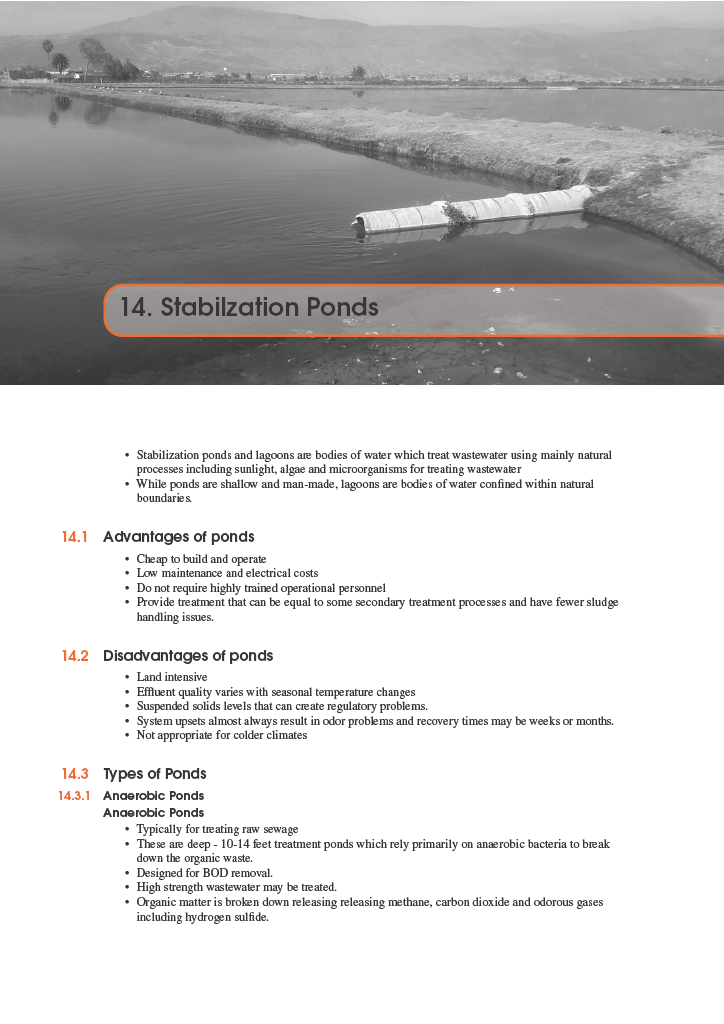 14. Stabilzation Ponds
• Stabilization ponds and lagoons are bodies of water which treat wastewater using mainly natural
processes including sunlight, algae and microorganisms for treating wastewater
• While ponds are shallow and man-made, lagoons are bodies of water confined within natural
boundaries.
14.1 Advantages of ponds
• Cheap to build and operate
• Low maintenance and electrical costs
• Do not require highly trained operational personnel
• Provide treatment that can be equal to some secondary treatment processes and have fewer sludge
handling issues.
14.2 Disadvantages of ponds
• Land intensive
• Effluent quality varies with seasonal temperature changes
• Suspended solids levels that can create regulatory problems.
• System upsets almost always result in odor problems and recovery times may be weeks or months.
• Not appropriate for colder climates
14.3 Types of Ponds
14.3.1 Anaerobic Ponds
Anaerobic Ponds
• Typically for treating raw sewage
• These are deep - 10-14 feet treatment ponds which rely primarily on anaerobic bacteria to break
down the organic waste.
• Designed for BOD removal.
• High strength wastewater may be treated.
• Organic matter is broken down releasing releasing methane, carbon dioxide and odorous gases
including hydrogen sulfide.